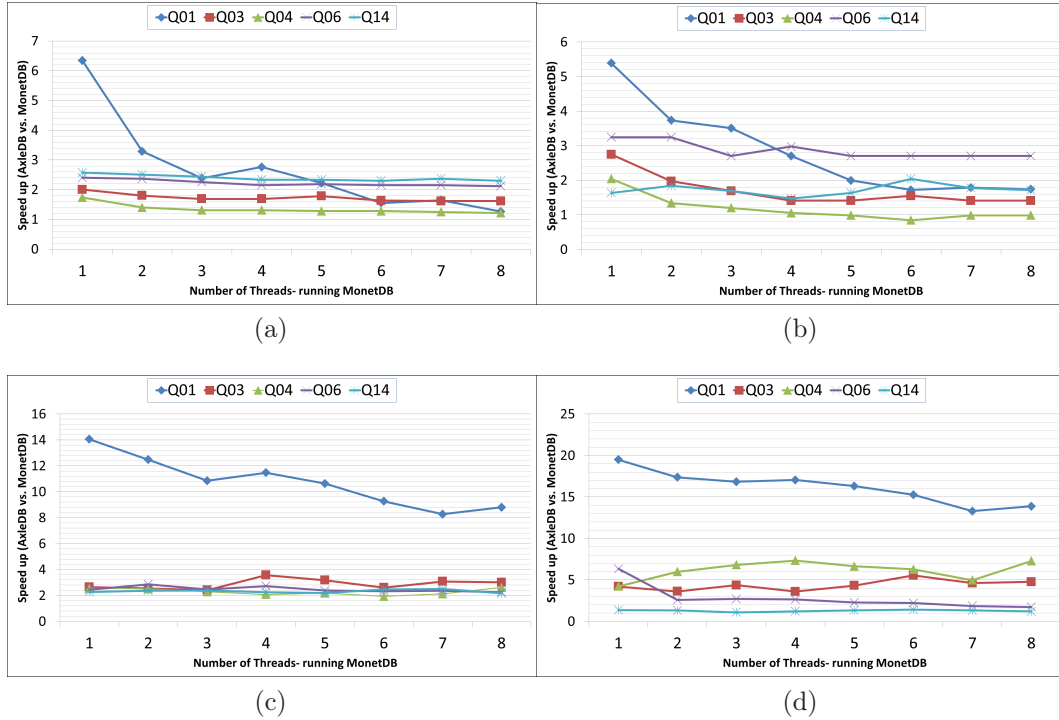 Q01 Q03 Q04 Q06 Q14
Speed up (AxleDB vs. MonetDB)
7
6
5
4
3
2
1
0
1 2 3 4 5 6 7 8
Number of Threads- running MonetDB
(a)
Q01 Q03 Q04 Q06 Q14
Speed up (AxleDB vs. MonetDB)
6
5
4
3
2
1
0
1 2 3 4 5 6 7 8
Number of Threads- running MonetDB
(b)
Q01 Q03 Q04 Q06 Q14
Speed up (AxleDB vs. MonetDB)
16
14
12
10
8
6
4
2
0
1 2 3 4 5 6 7 8
Number of Threads- running MonetDB
(c)
Q01 Q03 Q04 Q06 Q14
Speed up (AxleDB vs. MonetDB)
25
20
15
10
5
0
1 2 3 4 5 6 7 8
Number of Threads- running MonetDB
(d)